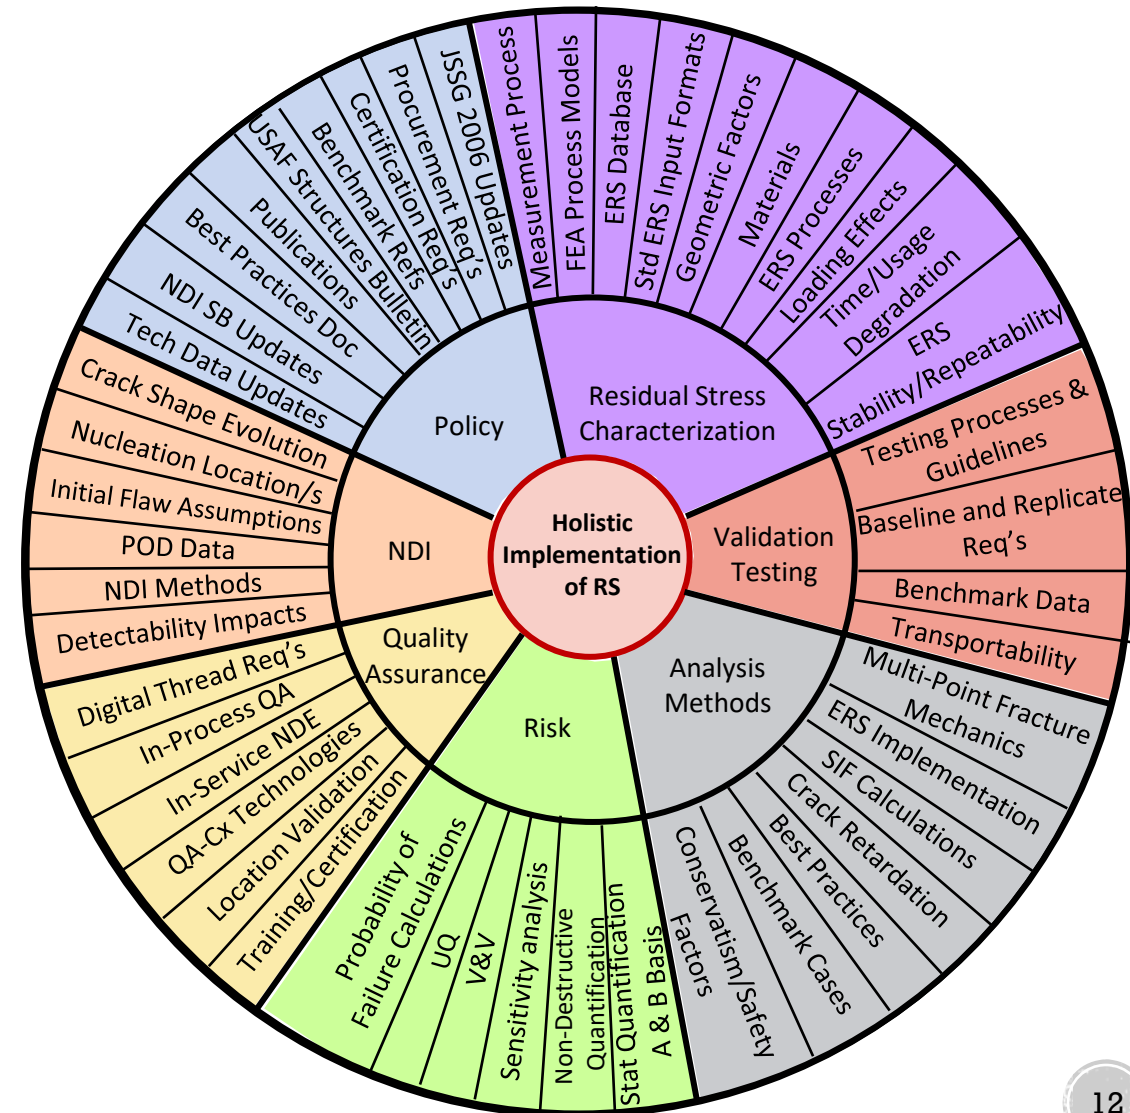 Holistic
Implementation
of RS
Residual Stress
Characterization
Measurement Process
FEA Process Models
ERS Database
Std ERS Input Formats
Geometric Factors
Materials
ERS Processes
Loading Effects
Time/Usage
Degradation
ERS
Stability/Repeatability
Validation
Testing
Testing Processes &
Guidelines
Baseline and Replicate
Req's
Benchmark Data
Transportability
Analysis
Methods
Multi-Point Fracture
Mechanics
ERS Implementation
SIF Calculations
Crack Retardation
Best Practices
Benchmark Cases
Conservatism/Safety
Factors
Risk
Stat Quantification
A & B Basis
Non-Destructive
Quantification
Sensitivity analysis
V&V
UQ
Probability of
Failure Calculations
Quality
Assurance
Training/Certification
Location Validation
QA-Cx Technologies
In-Service NDE
In-Process QA
Digital Thread Req's
NDI
Detectability Impacts
NDI Methods
POD Data
Initial Flaw Assumptions
Nucleation Location/s
Crack Shape Evolution
Policy
Tech Data Updates
NDI SB Updates
Best Practices Doc
Publications
USAF Structures Bulletin
Benchmark Refs
Certification Req's
Procurement Req's
JSSG 2006 Updates
12